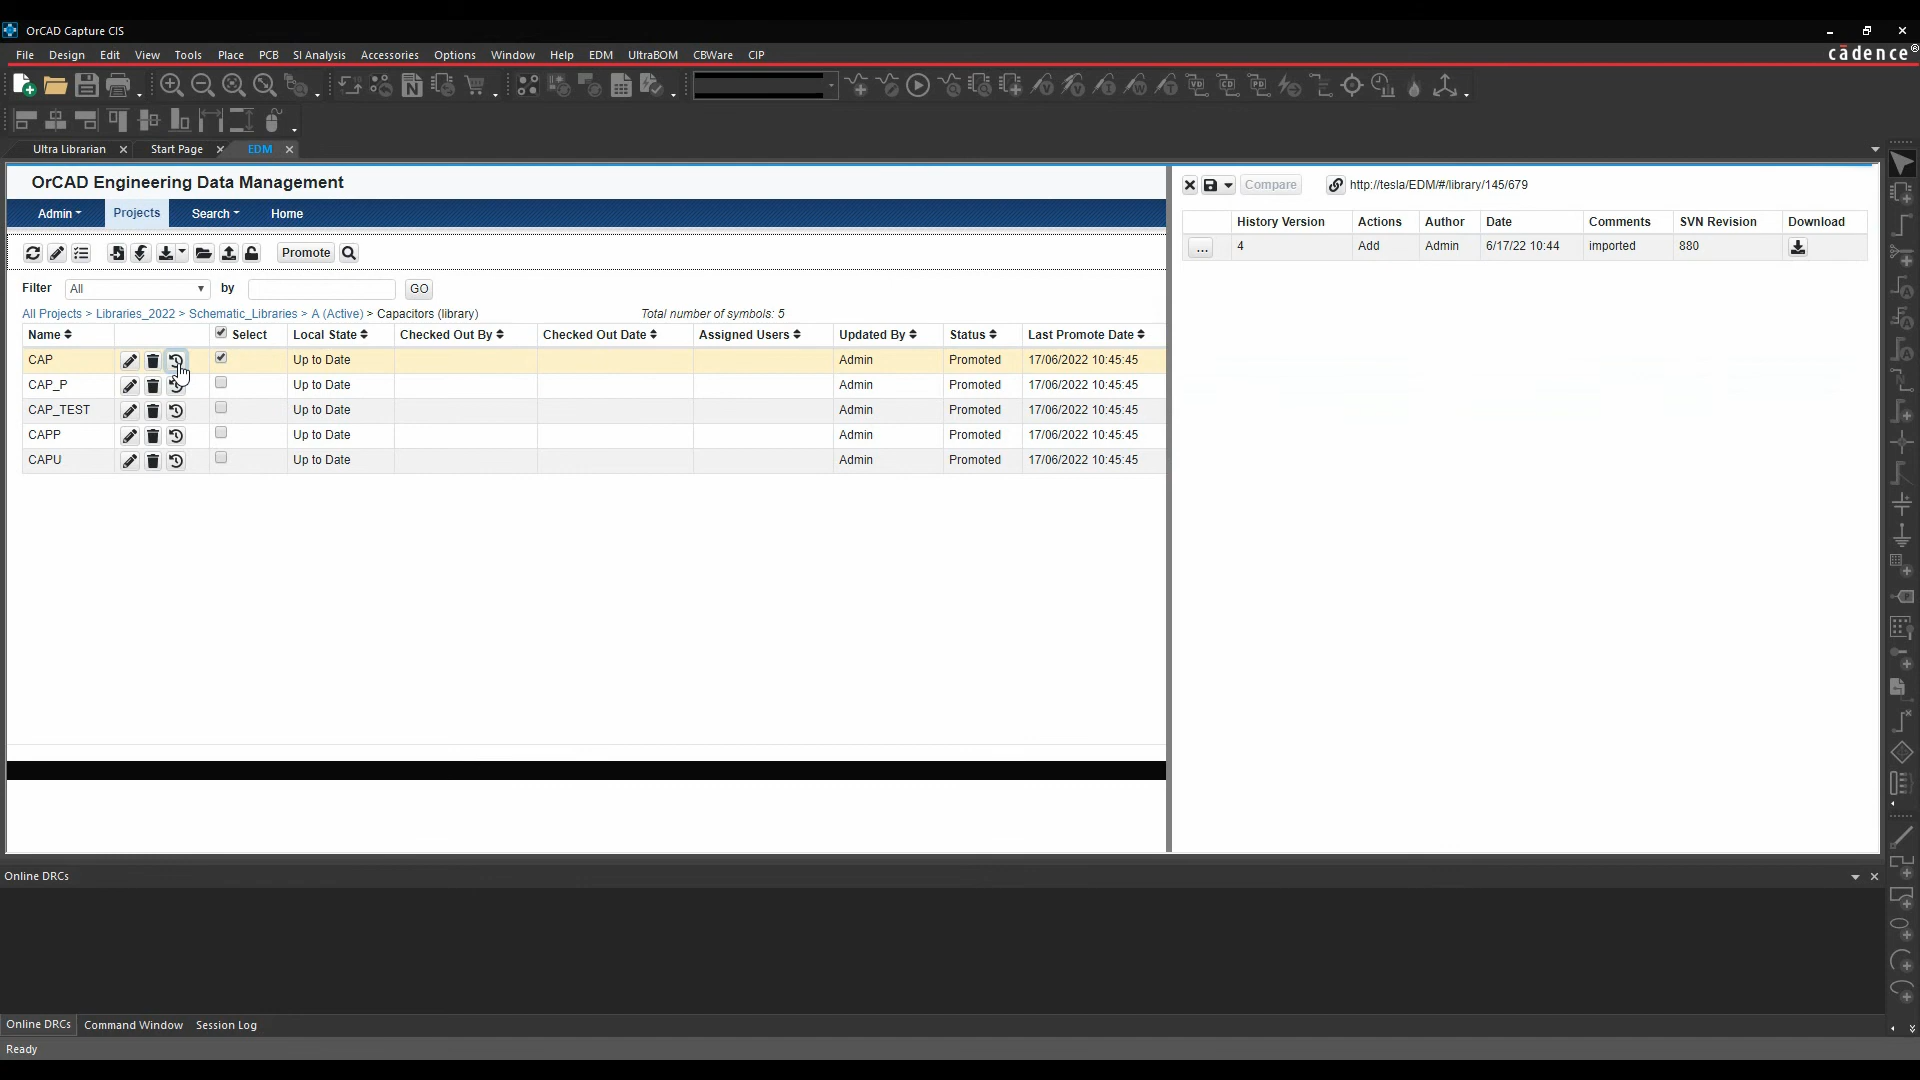 OrCAD Capture CIS
File Design Edit View Tools Place PCB SI Analysis Accessories Options Window Help EDM UltraBOM CBWare CIP
cādence®
Ultra Librarian Start Page EDM
OrCAD Engineering Data Management
Admin Projects Search Home
Promote
Filter All by GO
All Projects > Libraries_2022 > Schematic_Libraries > A (Active) > Capacitors (library) Total number of symbols: 5
Name Select Local State Checked Out By Checked Out Date Assigned Users Updated By Status Last Promote Date
CAP Up to Date Admin Promoted 17/06/2022 10:45:45
CAP_P Up to Date Admin Promoted 17/06/2022 10:45:45
CAP_TEST Up to Date Admin Promoted 17/06/2022 10:45:45
CAPP Up to Date Admin Promoted 17/06/2022 10:45:45
CAPU Up to Date Admin Promoted 17/06/2022 10:45:45
Compare http://tesla/EDM/#/library/145/679
History Version Actions Author Date Comments SVN Revision Download
... 4 Add Admin 6/17/22 10:44 imported 880
Online DRCs
Online DRCs Command Window Session Log
Ready